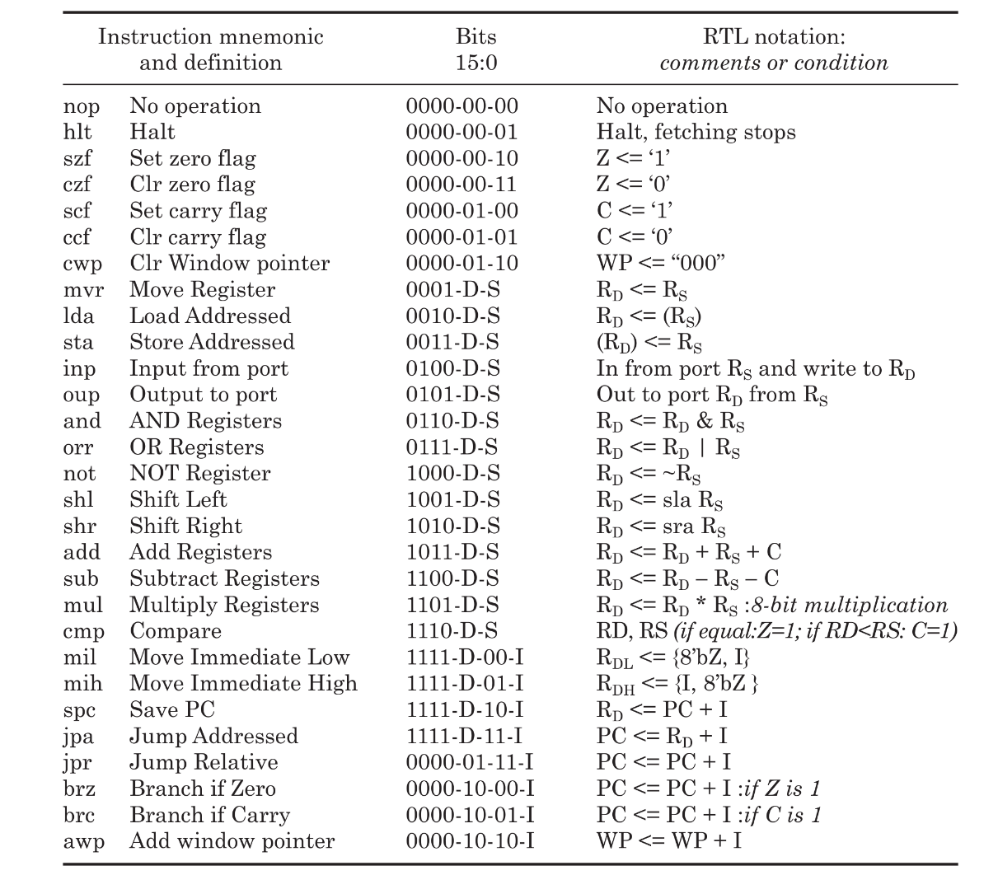 Instruction mnemonic and definition Bits 15:0 RTL notation: comments or condition
nop No operation 0000-00-00 No operation
hlt Halt 0000-00-01 Halt, fetching stops
szf Set zero flag 0000-00-10 Z <= ‘1’
czf Clr zero flag 0000-00-11 Z <= ‘0’
scf Set carry flag 0000-01-00 C <= ‘1’
ccf Clr carry flag 0000-01-01 C <= ‘0’
cwp Clr Window pointer 0000-01-10 WP <= “000”
mvr Move Register 0001-D-S R_D <= R_S
lda Load Addressed 0010-D-S R_D <= (R_S)
sta Store Addressed 0011-D-S (R_D) <= R_S
inp Input from port 0100-D-S In from port R_S and write to R_D
oup Output to port 0101-D-S Out to port R_D from R_S
and AND Registers 0110-D-S R_D <= R_D & R_S
orr OR Registers 0111-D-S R_D <= R_D | R_S
not NOT Register 1000-D-S R_D <= ~R_S
shl Shift Left 1001-D-S R_D <= sla R_S
shr Shift Right 1010-D-S R_D <= sra R_S
add Add Registers 1011-D-S R_D <= R_D + R_S + C
sub Subtract Registers 1100-D-S R_D <= R_D – R_S – C
mul Multiply Registers 1101-D-S R_D <= R_D * R_S :8-bit multiplication
cmp Compare 1110-D-S RD, RS (if equal:Z=1; if RD<RS: C=1)
mil Move Immediate Low 1111-D-00-I R_DL <= {8’bZ, I}
mih Move Immediate High 1111-D-01-I R_DH <= {I, 8’bZ }
spc Save PC 1111-D-10-I R_D <= PC + I
jpa Jump Addressed 1111-D-11-I PC <= R_D + I
jpr Jump Relative 0000-01-11-I PC <= PC + I
brz Branch if Zero 0000-10-00-I PC <= PC + I :if Z is 1
brc Branch if Carry 0000-10-01-I PC <= PC + I :if C is 1
awp Add window pointer 0000-10-10-I WP <= WP + I